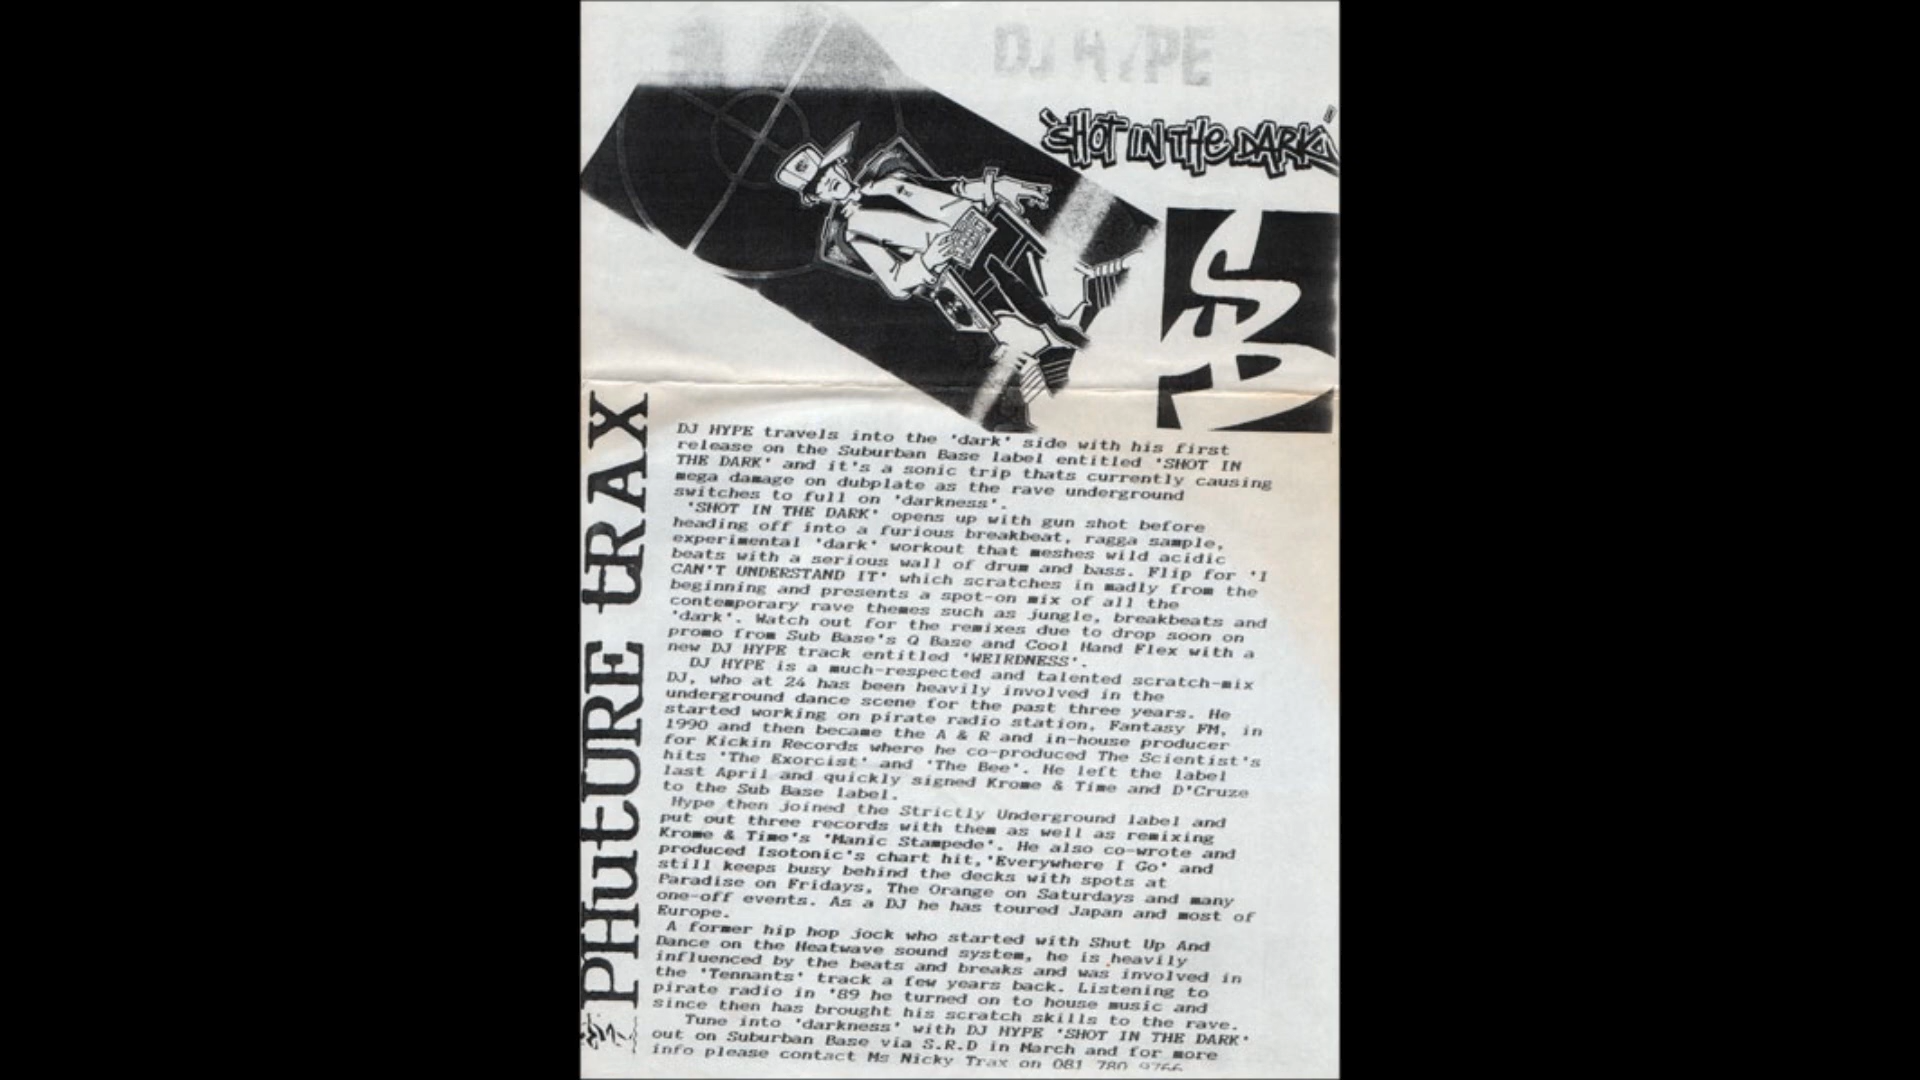 DJ HYPE
'SHOT IN THE DARK'
SB
PHutURE tRAX
DJ HYPE travels into the 'dark' side with his first
release on the Suburban Base label entitled 'SHOT IN
THE DARK' and it's a sonic trip thats currently causing
mega damage on dubplate as the rave underground
switches to full on 'darkness'.
'SHOT IN THE DARK' opens up with gun shot before
heading off into a furious breakbeat, ragga sample,
experimental 'dark' workout that meshes wild acidic
beats with a serious wall of drum and bass. Flip for 'I
CAN'T UNDERSTAND IT' which scratches in madly from the
beginning and presents a spot-on mix of all the
contemporary rave themes such as jungle, breakbeats and
'dark'. Watch out for the remixes due to drop soon on
promo from Sub Base's Q Base and Cool Hand Flex with a
new DJ HYPE track entitled 'WEIRDNESS'.
DJ HYPE is a much-respected and talented scratch-mix
DJ, who at 24 has been heavily involved in the
underground dance scene for the past three years. He
started working on pirate radio station, Fantasy FM, in
1990 and then became the A & R and in-house producer
for Kickin Records where he co-produced The Scientist's
hits 'The Exorcist' and 'The Bee'. He left the label
last April and quickly signed Krome & Time and D'Cruze
to the Sub Base label.
Hype then joined the Strictly Underground label and
put out three records with them as well as remixing
Krome & Time's 'Manic Stampede'. He also co-wrote and
produced Isotonic's chart hit,'Everywhere I Go' and
still keeps busy behind the decks with spots at
Paradise on Fridays, The Orange on Saturdays and many
one-off events. As a DJ he has toured Japan and most of
Europe.
A former hip hop jock who started with Shut Up And
Dance on the Heatwave sound system, he is heavily
influenced by the beats and breaks and was involved in
the 'Tennants' track a few years back. Listening to
pirate radio in '89 he turned on to house music and
since then has brought his scratch skills to the rave.
Tune into 'darkness' with DJ HYPE 'SHOT IN THE DARK'
out on Suburban Base via S.R.D in March and for more
info please contact Ms Nicky Trax on 081 780 9766.